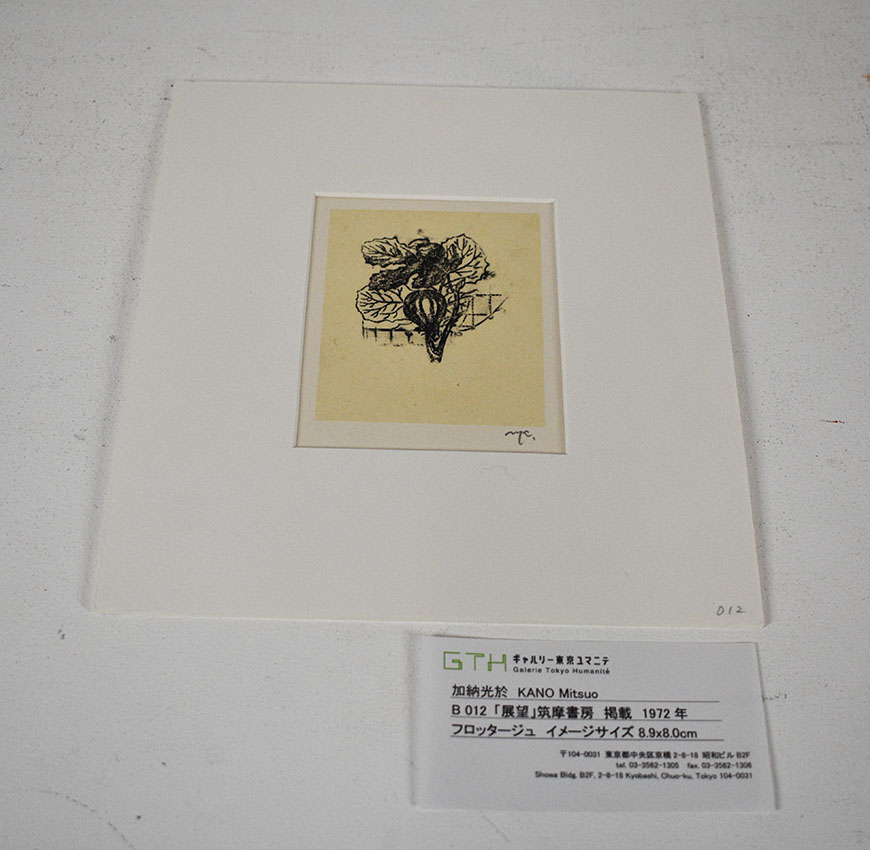 012
GTH ギャルリー東京ユマニテ
Galerie Tokyo Humanité
加納光於 KANO Mitsuo
B 012 「展望」筑摩書房 掲載 1972 年
フロッタージュ イメージサイズ 8.9x8.0cm
〒104-0031 東京都中央区京橋 2-8-18 昭和ビル B2F
tel. 03-3562-1305 fax. 03-3562-1306
Showa Bldg. B2F, 2-8-18 Kyobashi, Chuo-ku, Tokyo 104-0031